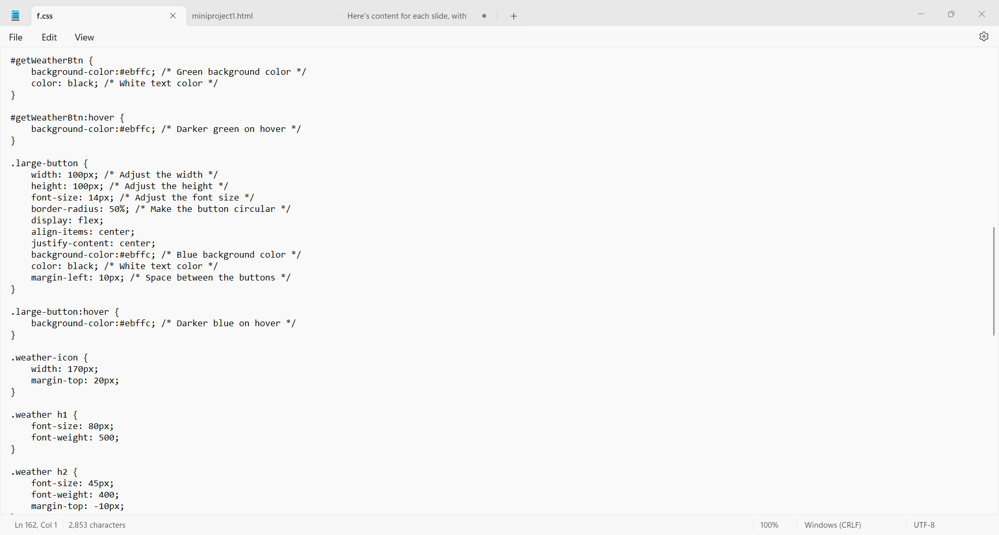 f.css
miniproject1.html
Here's content for each slide, with
File Edit View
#getWeatherBtn {
    background-color:#ebffc; /* Green background color */
    color: black; /* White text color */
}

#getWeatherBtn:hover {
    background-color:#ebffc; /* Darker green on hover */
}

.large-button {
    width: 100px; /* Adjust the width */
    height: 100px; /* Adjust the height */
    font-size: 14px; /* Adjust the font size */
    border-radius: 50%; /* Make the button circular */
    display: flex;
    align-items: center;
    justify-content: center;
    background-color:#ebffc; /* Blue background color */
    color: black; /* White text color */
    margin-left: 10px; /* Space between the buttons */
}

.large-button:hover {
    background-color:#ebffc; /* Darker blue on hover */
}

.weather-icon {
    width: 170px;
    margin-top: 20px;
}

.weather h1 {
    font-size: 80px;
    font-weight: 500;
}

.weather h2 {
    font-size: 45px;
    font-weight: 400;
    margin-top: -10px;
Ln 162, Col 1 2,853 characters 100% Windows (CRLF) UTF-8